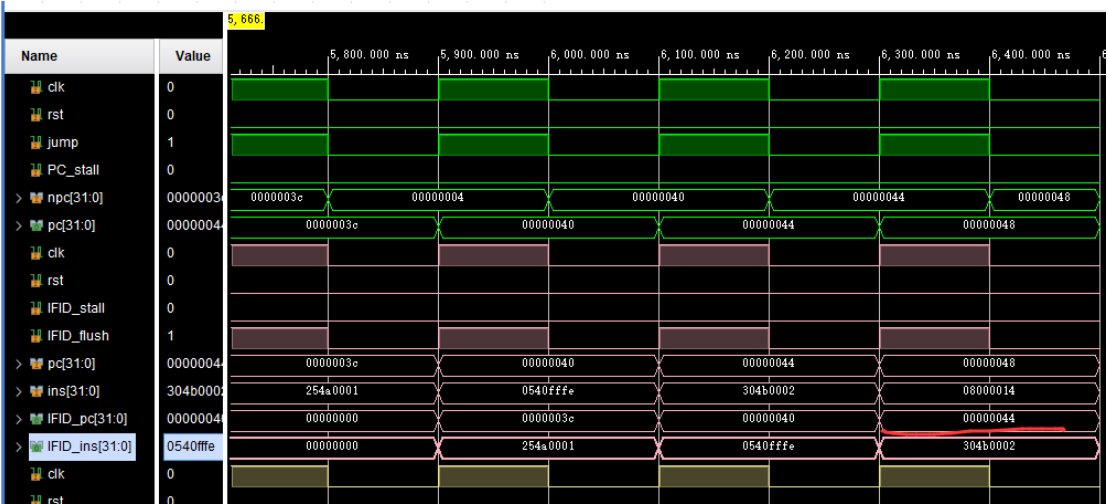 5,666.
Name Value 5,800.000 ns 5,900.000 ns 6,000.000 ns 6,100.000 ns 6,200.000 ns 6,300.000 ns 6,400.000 ns
clk 0
rst 0
jump 1
PC_stall 0
npc[31:0] 0000003 0000003c 00000004 00000040 00000044 00000048
pc[31:0] 0000004 0000003c 00000040 00000044 00000048
clk 0
rst 0
IFID_stall 0
IFID_flush 1
pc[31:0] 0000004 0000003c 00000040 00000044 00000048
ins[31:0] 304b000 254a0001 0540fffe 304b0002 08000014
IFID_pc[31:0] 0000004 00000000 0000003c 00000040 00000044
IFID_ins[31:0] 0540fffe 00000000 254a0001 0540fffe 304b0002
clk 0
rst 0